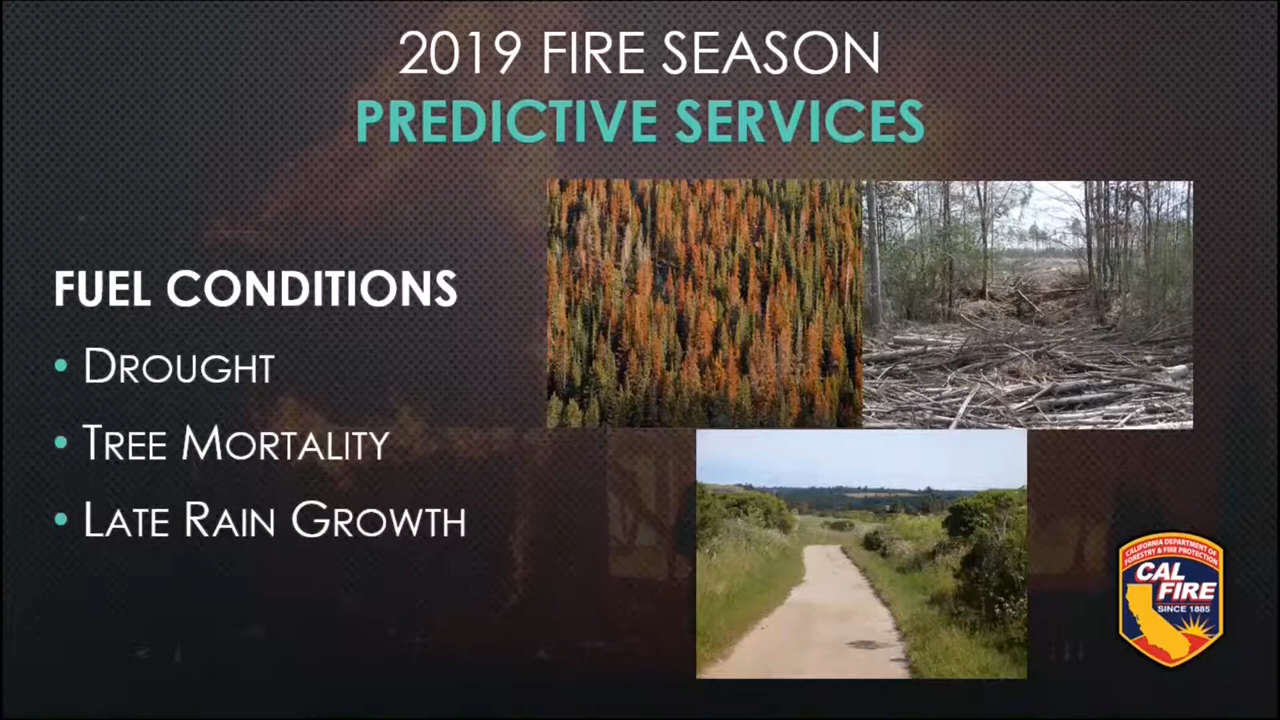 2019 FIRE SEASON
PREDICTIVE SERVICES
FUEL CONDITIONS
• DROUGHT
• TREE MORTALITY
• LATE RAIN GROWTH
CALIFORNIA DEPARTMENT OF
FORESTRY & FIRE PROTECTION
CAL
FIRE
SINCE 1885